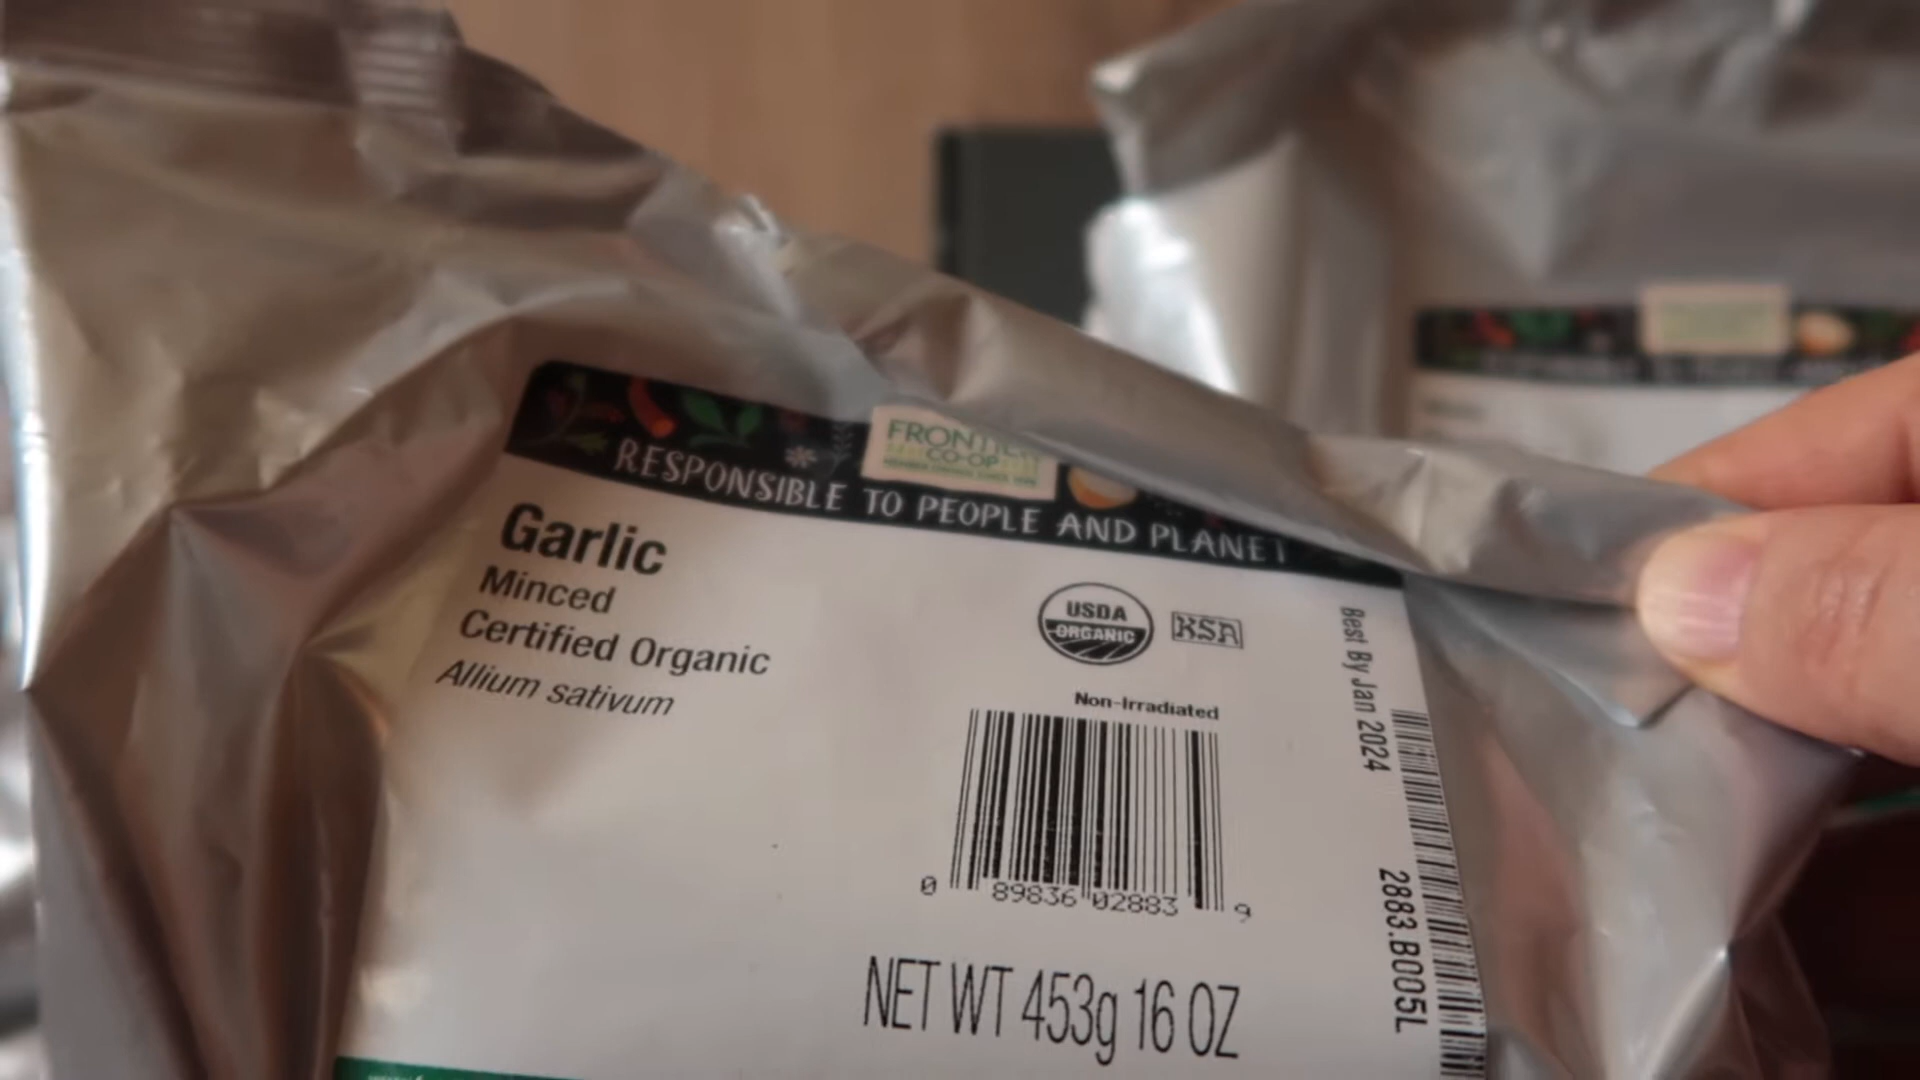 FRONTIER
CO-OP
RESPONSIBLE TO PEOPLE AND PLANET
Garlic
Minced
Certified Organic
Allium sativum
USDA
ORGANIC
KSA
Non-Irradiated
0 89836 02883 9
NET WT 453g 16 OZ
Best By Jan 2024
2883.B005L